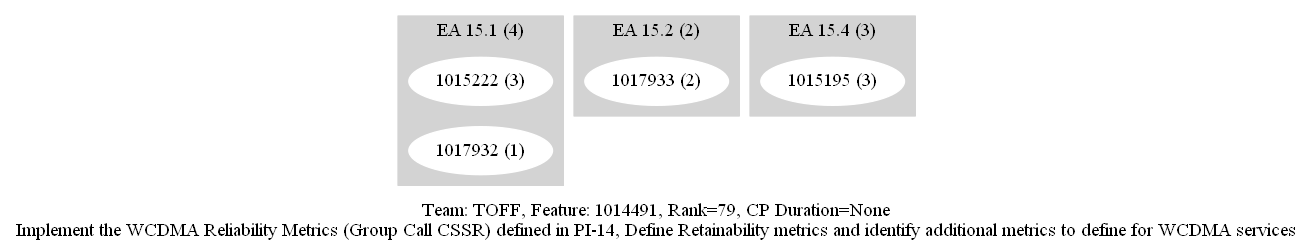 EA 15.1 (4)
EA 15.2 (2)
EA 15.4 (3)
1015222 (3)
1017933 (2)
1015195 (3)
1017932 (1)
Team: TOFF, Feature: 1014491, Rank=79, CP Duration=None
Implement the WCDMA Reliability Metrics (Group Call CSSR) defined in PI-14, Define Retainability metrics and identify additional metrics to define for WCDMA services